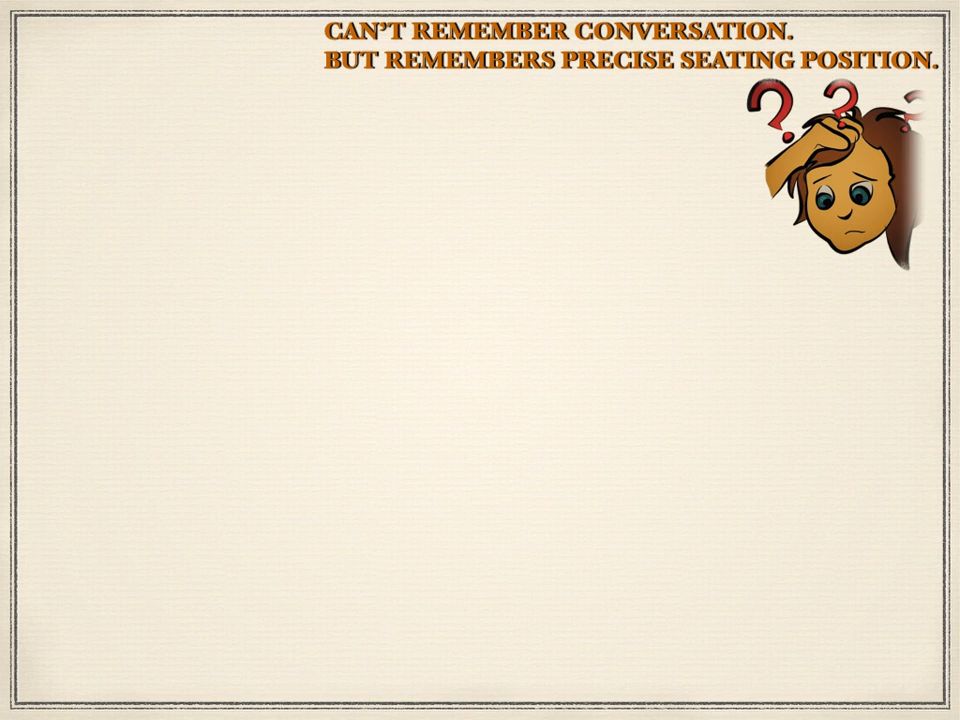 CAN'T REMEMBER CONVERSATION.
BUT REMEMBERS PRECISE SEATING POSITION.
? ? ?